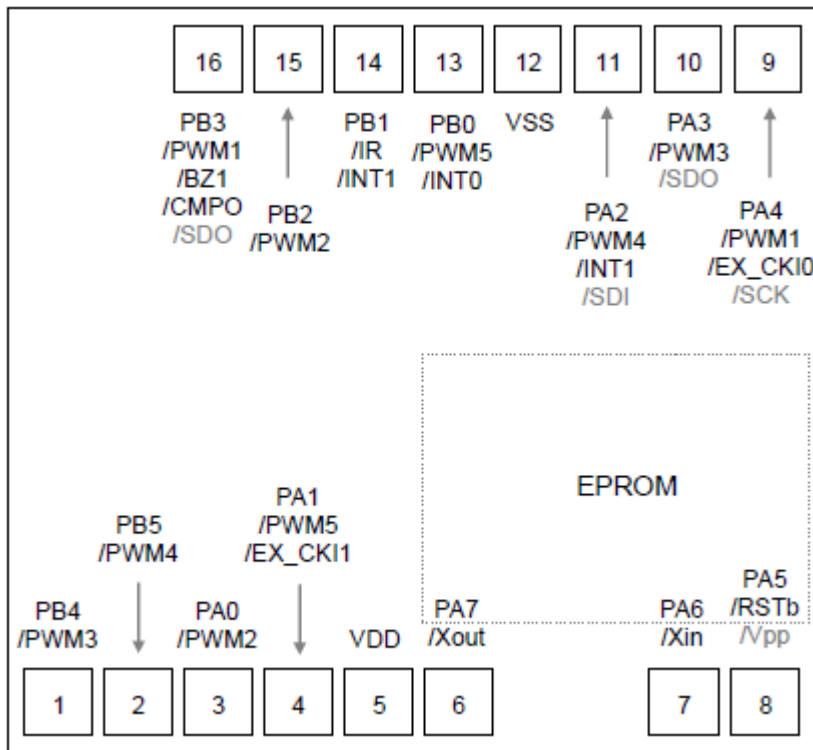 16 15 14 13 12 11 10 9
PB3
/PWM1
/BZ1
/CMPO
/SDO
PB2
/PWM2
PB1
/IR
/INT1
PB0
/PWM5
/INT0
VSS
PA2
/PWM4
/INT1
/SDI
PA3
/PWM3
/SDO
PA4
/PWM1
/EX_CKI0
/SCK
EPROM
PB4
/PWM3
PB5
/PWM4
PA0
/PWM2
PA1
/PWM5
/EX_CKI1
VDD
PA7
/Xout
PA6
/Xin
PA5
/RSTb
/Vpp
1 2 3 4 5 6 7 8